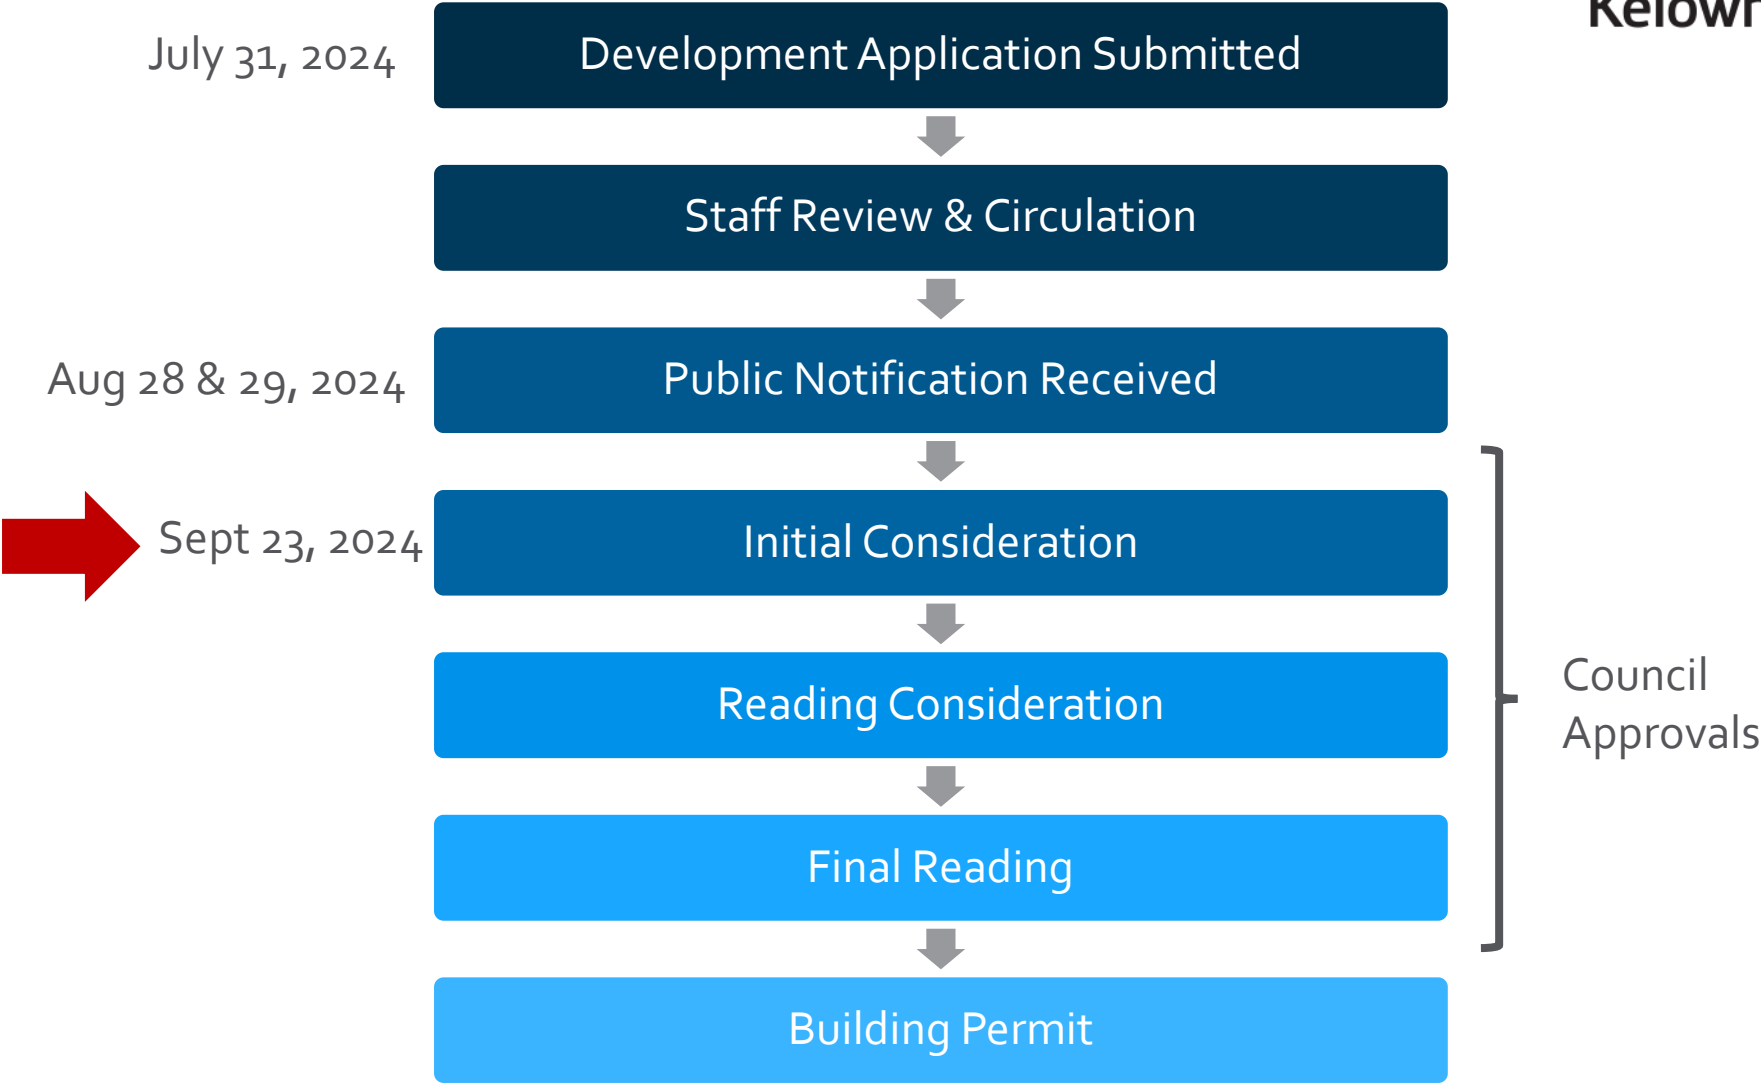 July 31, 2024
Development Application Submitted
Staff Review & Circulation
Aug 28 & 29, 2024
Public Notification Received
Sept 23, 2024
Initial Consideration
Reading Consideration
Council
Approvals
Final Reading
Building Permit